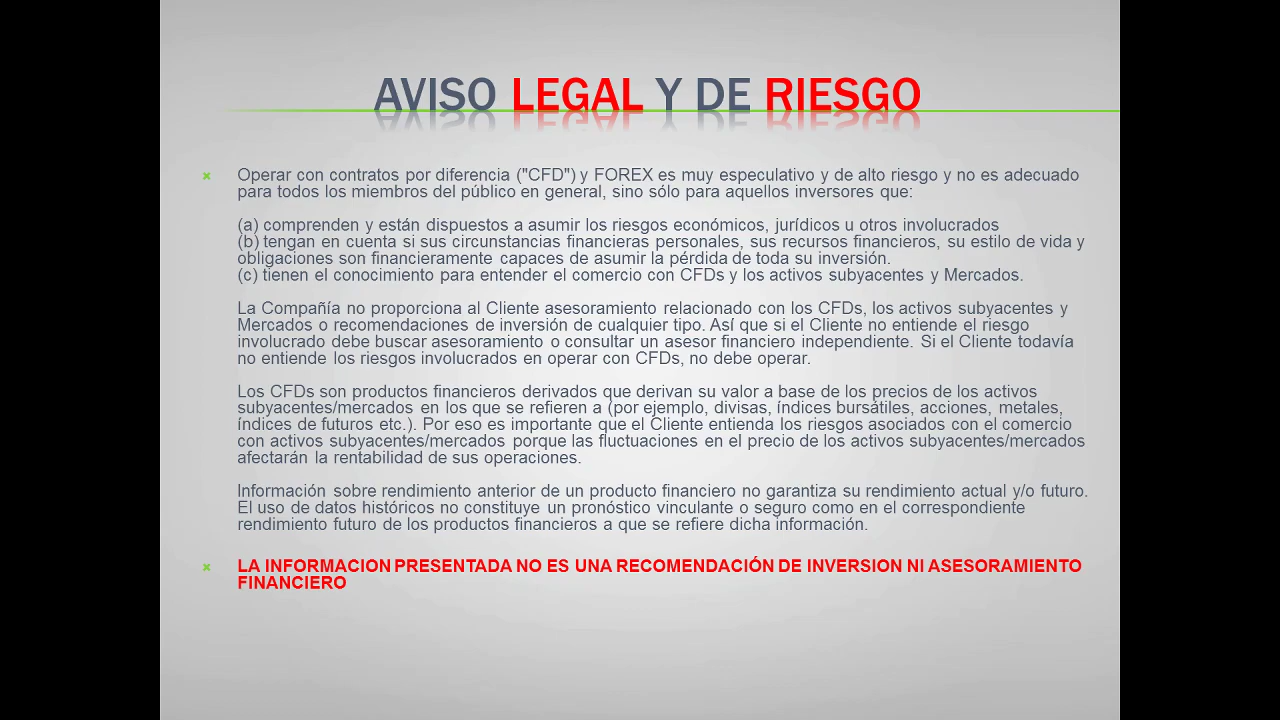 AVISO LEGAL Y DE RIESGO
Operar con contratos por diferencia ("CFD") y FOREX es muy especulativo y de alto riesgo y no es adecuado
para todos los miembros del público en general, sino sólo para aquellos inversores que:
(a) comprenden y están dispuestos a asumir los riesgos económicos, jurídicos u otros involucrados
(b) tengan en cuenta si sus circunstancias financieras personales, sus recursos financieros, su estilo de vida y
obligaciones son financieramente capaces de asumir la pérdida de toda su inversión.
(c) tienen el conocimiento para entender el comercio con CFDs y los activos subyacentes y Mercados.
La Compañía no proporciona al Cliente asesoramiento relacionado con los CFDs, los activos subyacentes y
Mercados o recomendaciones de inversión de cualquier tipo. Así que si el Cliente no entiende el riesgo
involucrado debe buscar asesoramiento o consultar un asesor financiero independiente. Si el Cliente todavía
no entiende los riesgos involucrados en operar con CFDs, no debe operar.
Los CFDs son productos financieros derivados que derivan su valor a base de los precios de los activos
subyacentes/mercados en los que se refieren a (por ejemplo, divisas, índices bursátiles, acciones, metales,
índices de futuros etc.). Por eso es importante que el Cliente entienda los riesgos asociados con el comercio
con activos subyacentes/mercados porque las fluctuaciones en el precio de los activos subyacentes/mercados
afectarán la rentabilidad de sus operaciones.
Información sobre rendimiento anterior de un producto financiero no garantiza su rendimiento actual y/o futuro.
El uso de datos históricos no constituye un pronóstico vinculante o seguro como en el correspondiente
rendimiento futuro de los productos financieros a que se refiere dicha información.
LA INFORMACION PRESENTADA NO ES UNA RECOMENDACIÓN DE INVERSION NI ASESORAMIENTO
FINANCIERO